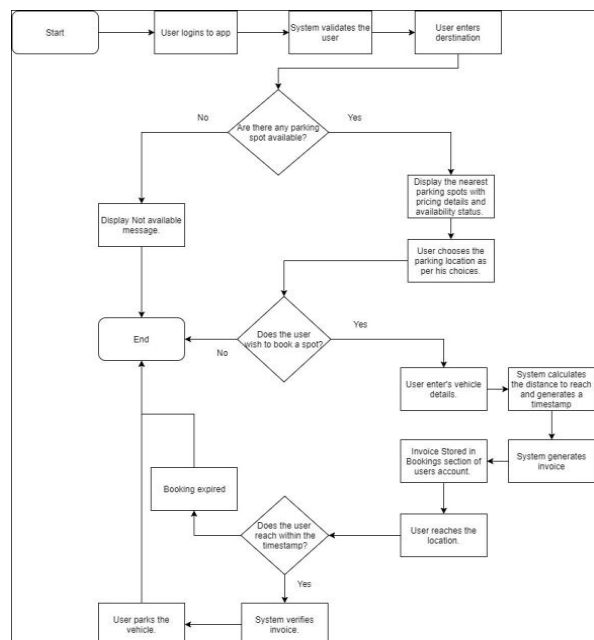 Start
User logins to app
System validates the
user
User enters
derstination
No
Are there any parking
spot available?
Yes
Display the nearest
parking spots with
pricing details and
availability status.
Display Not available
message.
User chooses the
parking location as
per his choices.
End
Does the user
wish to book a spot?
Yes
No
User enter's vehicle
details.
System calculates
the distance to reach
and generates a
timestamp
System generates
invoice
Invoice Stored in
Bookings section of
users account.
Booking expired
Does the user
reach within the
timestamp?
User reaches the
location.
Yes
User parks the
vehicle.
System verifies
invoice.